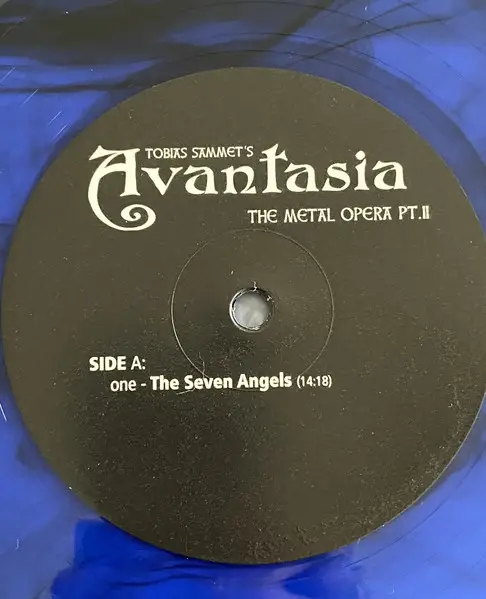 TOBIAS SAMMET'S
Avantasia
THE METAL OPERA PT.II
SIDE A:
one - The Seven Angels (14:18)